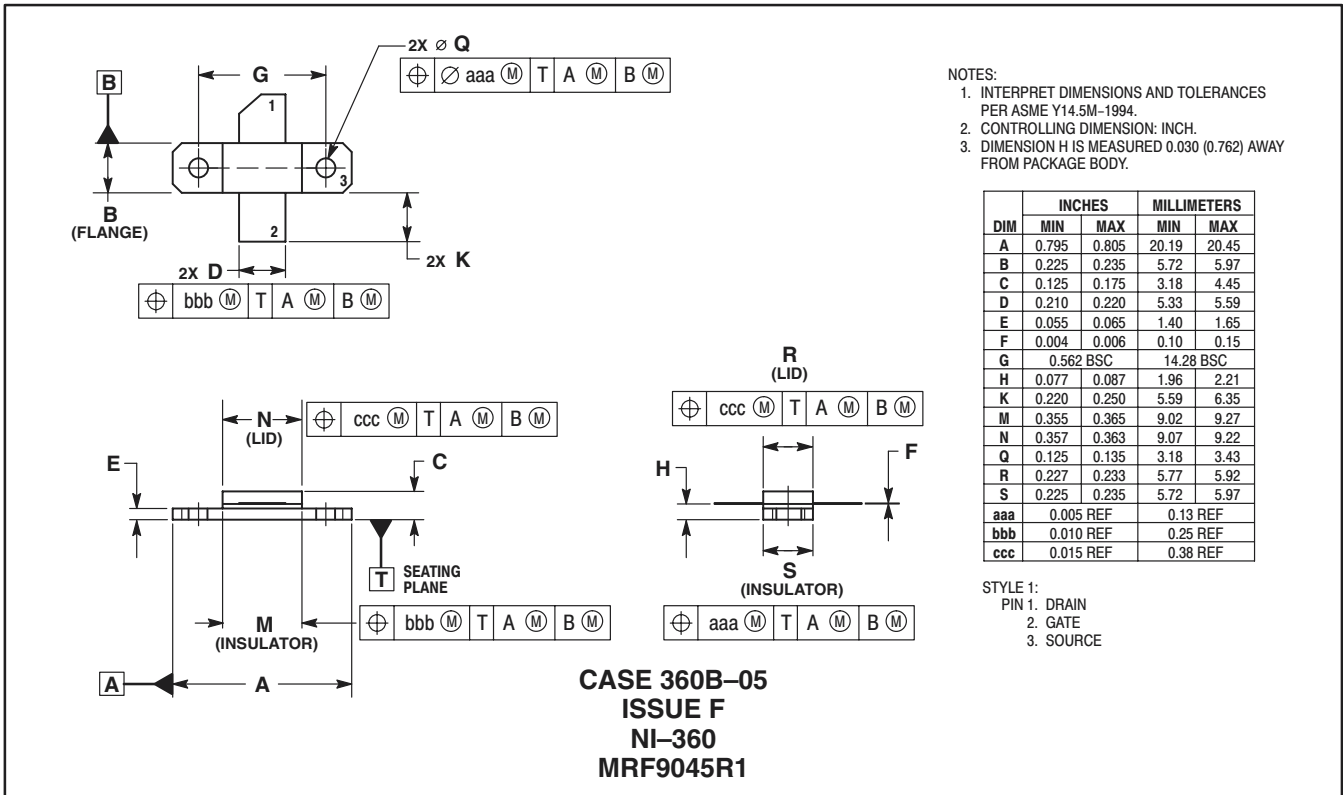 2X ⌀ Q
⌖ ⌀ aaa Ⓜ T A Ⓜ B Ⓜ
G
B
1
3
B
(FLANGE)
2
2X K
2X D
⌖ bbb Ⓜ T A Ⓜ B Ⓜ
N
(LID)
⌖ ccc Ⓜ T A Ⓜ B Ⓜ
E
C
T
SEATING
PLANE
M
(INSULATOR)
⌖ bbb Ⓜ T A Ⓜ B Ⓜ
A
A
R
(LID)
⌖ ccc Ⓜ T A Ⓜ B Ⓜ
H
F
S
(INSULATOR)
⌖ aaa Ⓜ T A Ⓜ B Ⓜ
CASE 360B–05
ISSUE F
NI–360
MRF9045R1
NOTES:
1. INTERPRET DIMENSIONS AND TOLERANCES
PER ASME Y14.5M–1994.
2. CONTROLLING DIMENSION: INCH.
3. DIMENSION H IS MEASURED 0.030 (0.762) AWAY
FROM PACKAGE BODY.
INCHES MILLIMETERS
DIM MIN MAX MIN MAX
A 0.795 0.805 20.19 20.45
B 0.225 0.235 5.72 5.97
C 0.125 0.175 3.18 4.45
D 0.210 0.220 5.33 5.59
E 0.055 0.065 1.40 1.65
F 0.004 0.006 0.10 0.15
G 0.562 BSC 14.28 BSC
H 0.077 0.087 1.96 2.21
K 0.220 0.250 5.59 6.35
M 0.355 0.365 9.02 9.27
N 0.357 0.363 9.07 9.22
Q 0.125 0.135 3.18 3.43
R 0.227 0.233 5.77 5.92
S 0.225 0.235 5.72 5.97
aaa 0.005 REF 0.13 REF
bbb 0.010 REF 0.25 REF
ccc 0.015 REF 0.38 REF
STYLE 1:
PIN 1. DRAIN
2. GATE
3. SOURCE